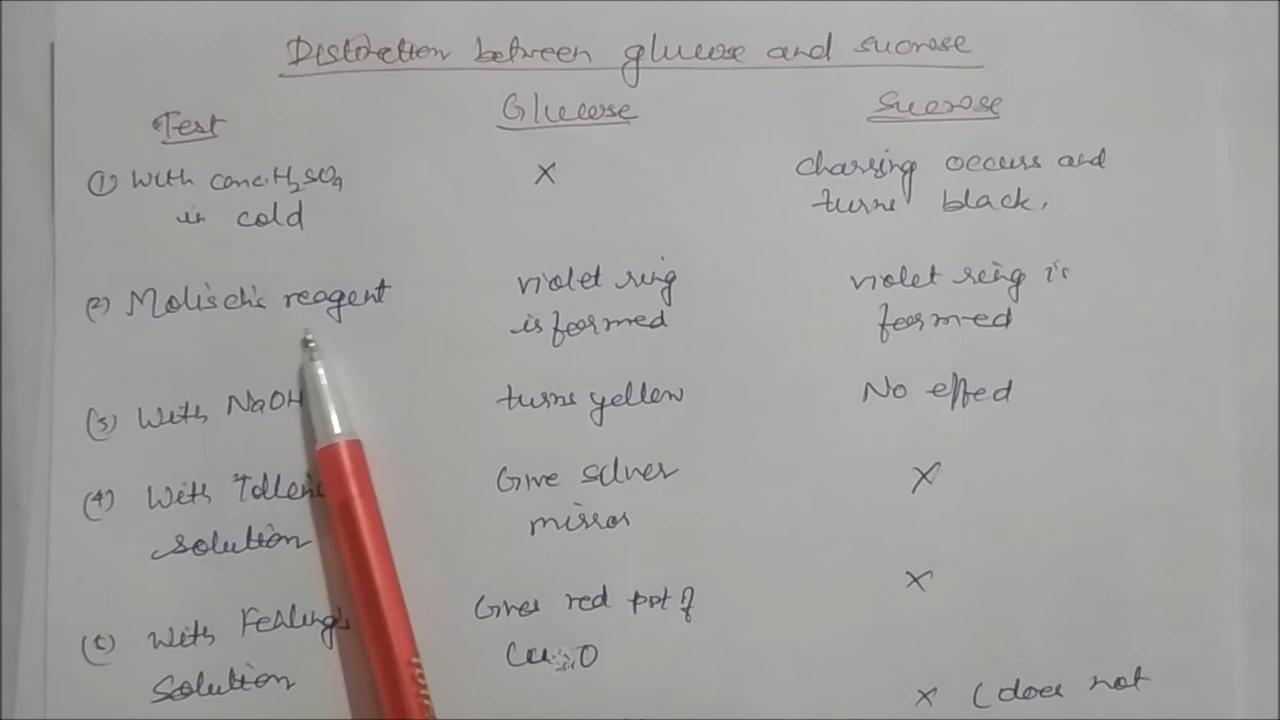 Distinction between glucose and sucrose
Test Glucose Sucrose
(1) With conc. H2SO4 X charring occurs and
in cold turns black.
(2) Molisch's reagent violet ring violet ring is
is formed formed
(3) With NaOH turns yellow No effect
(4) With Tollen's Give silver X
solution mirror
X
(5) With Fehling's Gives red ppt of
solution Cu2O
X (does not